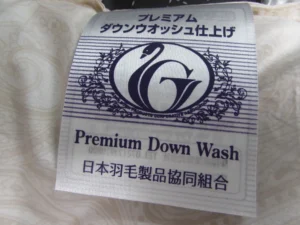 プレミアム
ダウンウオッシュ仕上げ
G
Premium Down Wash
日本羽毛製品協同組合